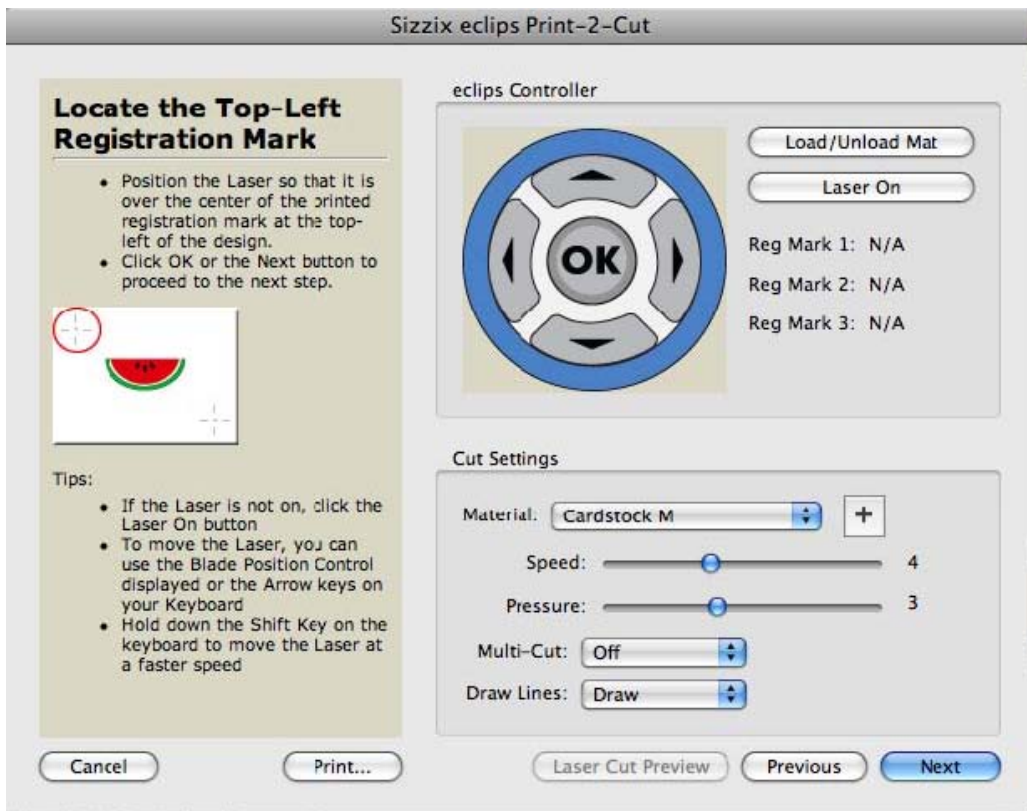 Sizzix eclips Print-2-Cut
Locate the Top-Left
Registration Mark
• Position the Laser so that it is
over the center of the printed
registration mark at the top-
left of the design.
• Click OK or the Next button to
proceed to the next step.
Tips:
• If the Laser is not on, click the
Laser On button
• To move the Laser, you can
use the Blade Position Control
displayed or the Arrow keys on
your Keyboard
• Hold down the Shift Key on the
keyboard to move the Laser at
a faster speed
eclips Controller
OK
Load/Unload Mat
Laser On
Reg Mark 1: N/A
Reg Mark 2: N/A
Reg Mark 3: N/A
Cut Settings
Material: Cardstock M +
Speed: 4
Pressure: 3
Multi-Cut: Off
Draw Lines: Draw
Cancel Print... Laser Cut Preview Previous Next